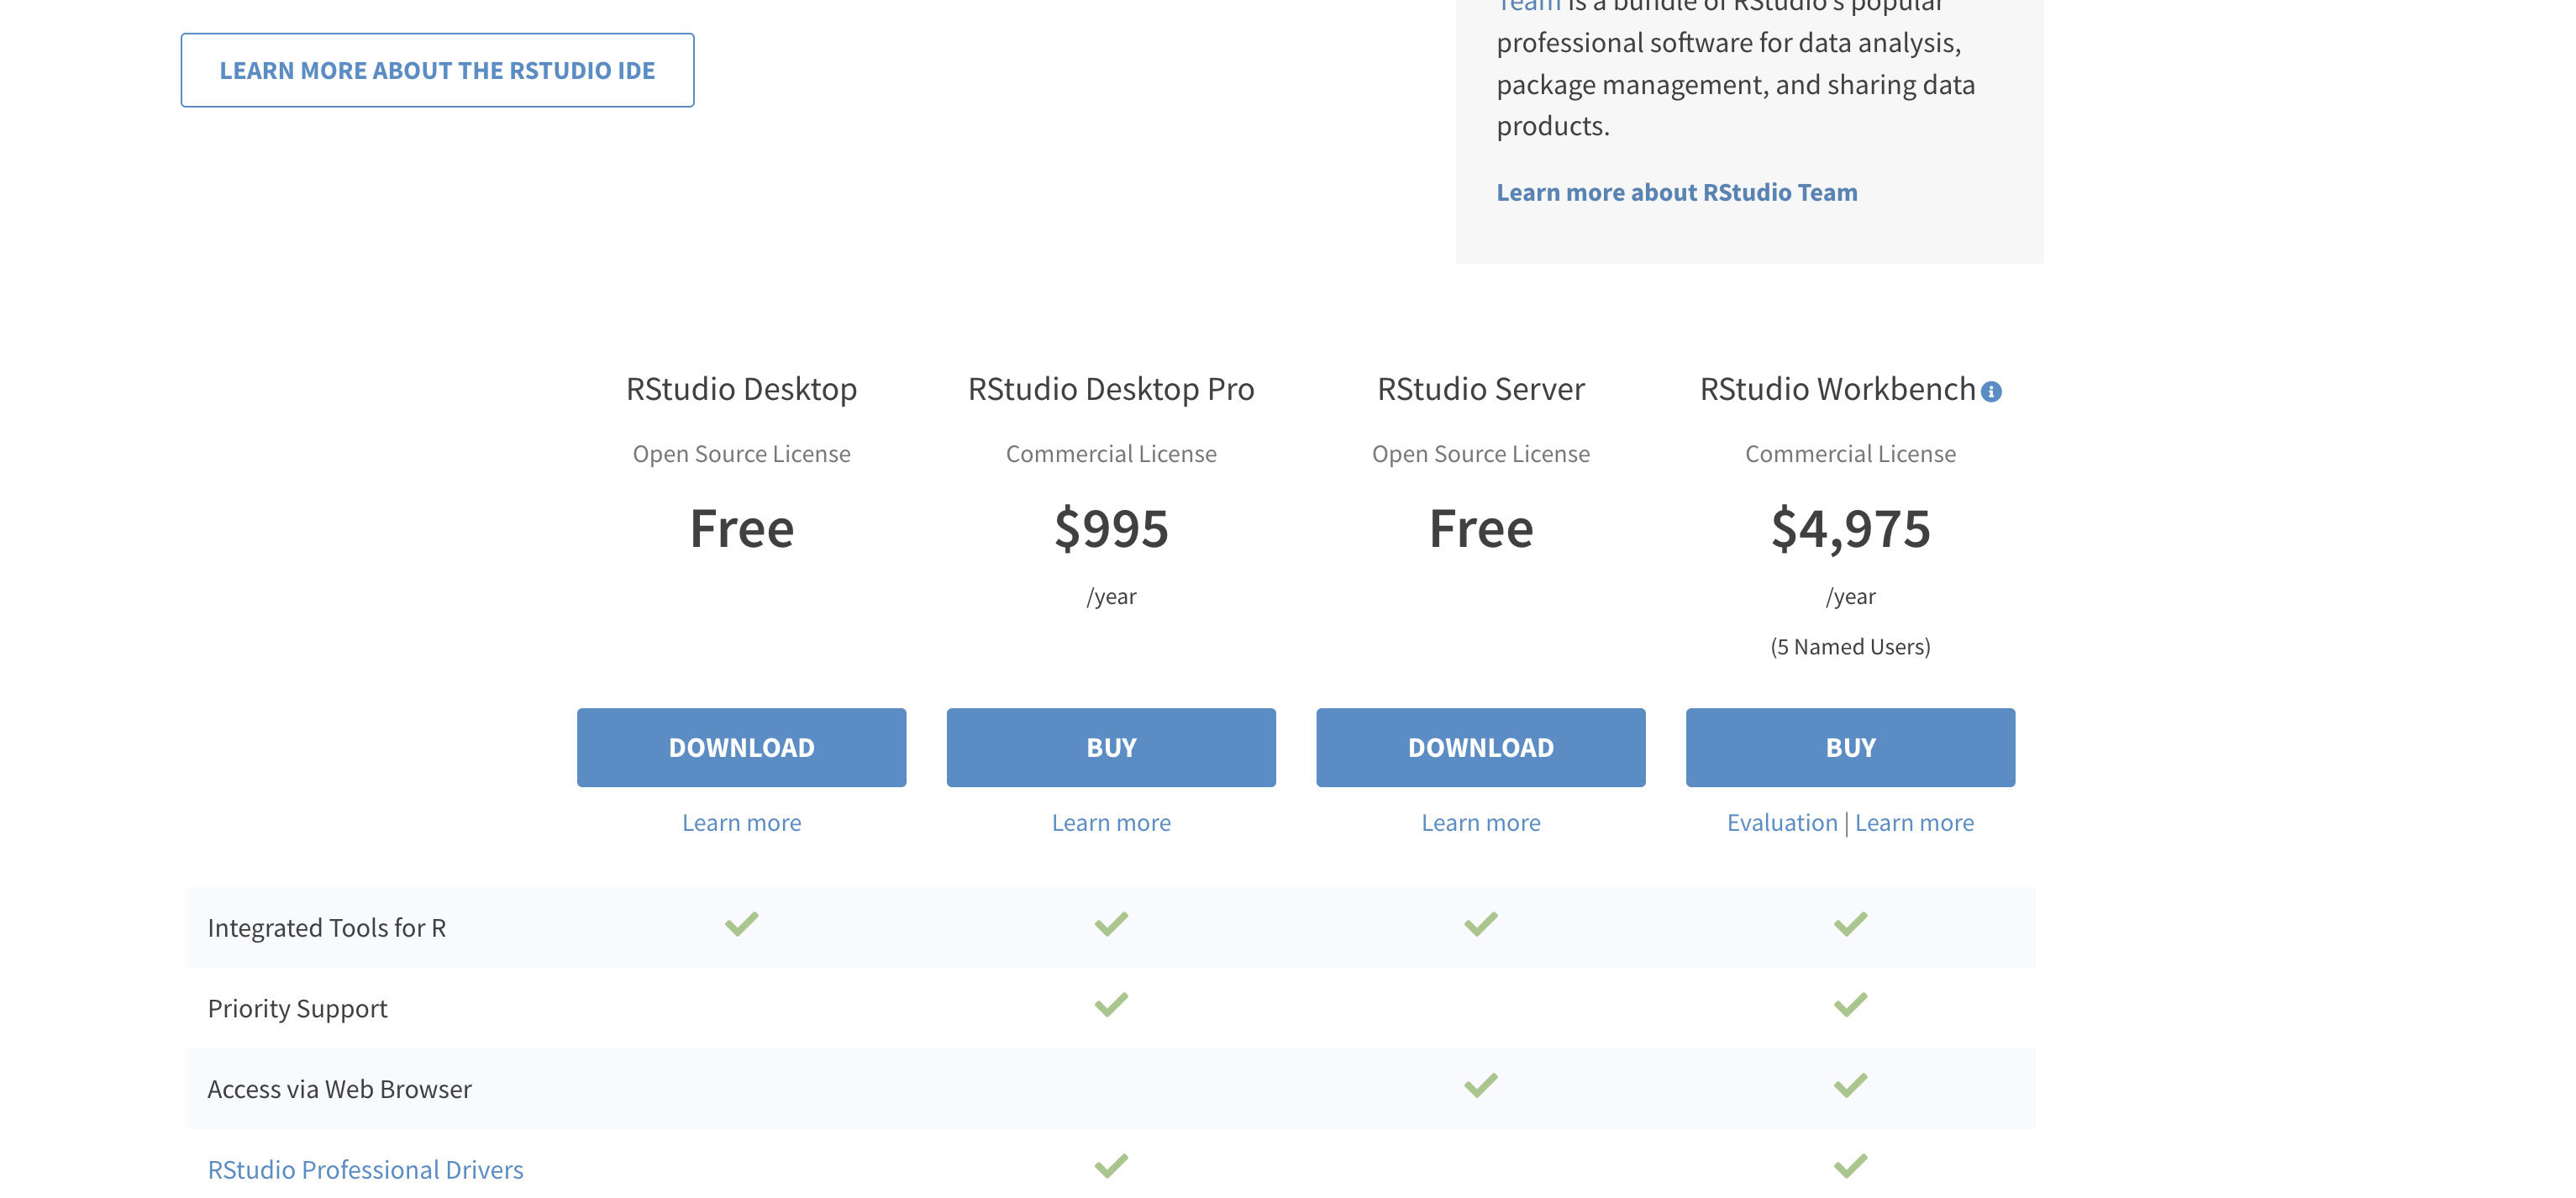 LEARN MORE ABOUT THE RSTUDIO IDE
Team is a bundle of RStudio's popular
professional software for data analysis,
package management, and sharing data
products.
Learn more about RStudio Team
RStudio Desktop
Open Source License
Free
DOWNLOAD
Learn more
RStudio Desktop Pro
Commercial License
$995
/year
BUY
Learn more
RStudio Server
Open Source License
Free
DOWNLOAD
Learn more
RStudio Workbench
Commercial License
$4,975
/year
(5 Named Users)
BUY
Evaluation | Learn more
Integrated Tools for R
Priority Support
Access via Web Browser
RStudio Professional Drivers